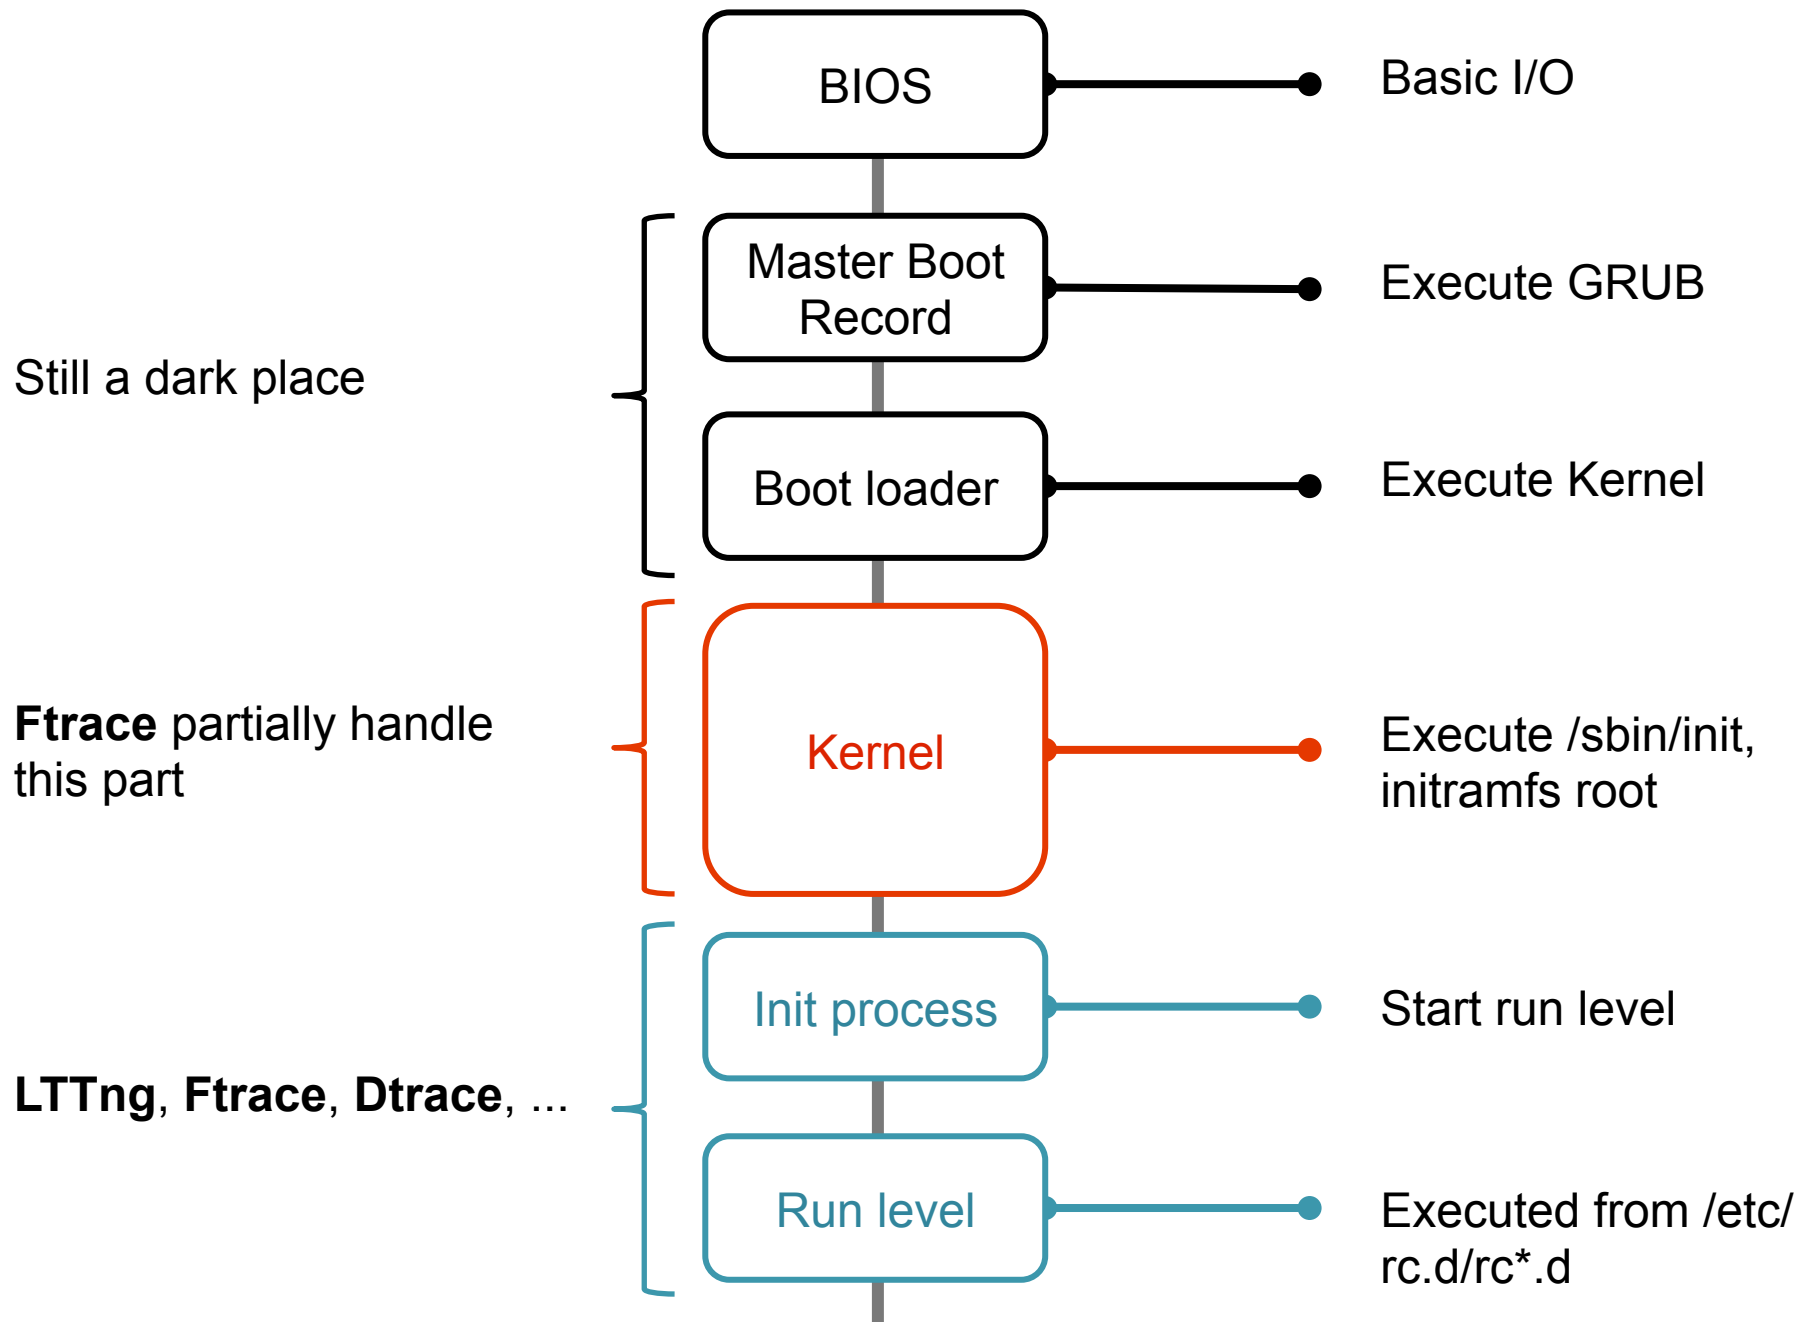 BIOS
Basic I/O
Master Boot
Record
Execute GRUB
Still a dark place
Boot loader
Execute Kernel
Ftrace partially handle
this part
Kernel
Execute /sbin/init,
initramfs root
Init process
Start run level
LTTng, Ftrace, Dtrace, ...
Run level
Executed from /etc/
rc.d/rc*.d